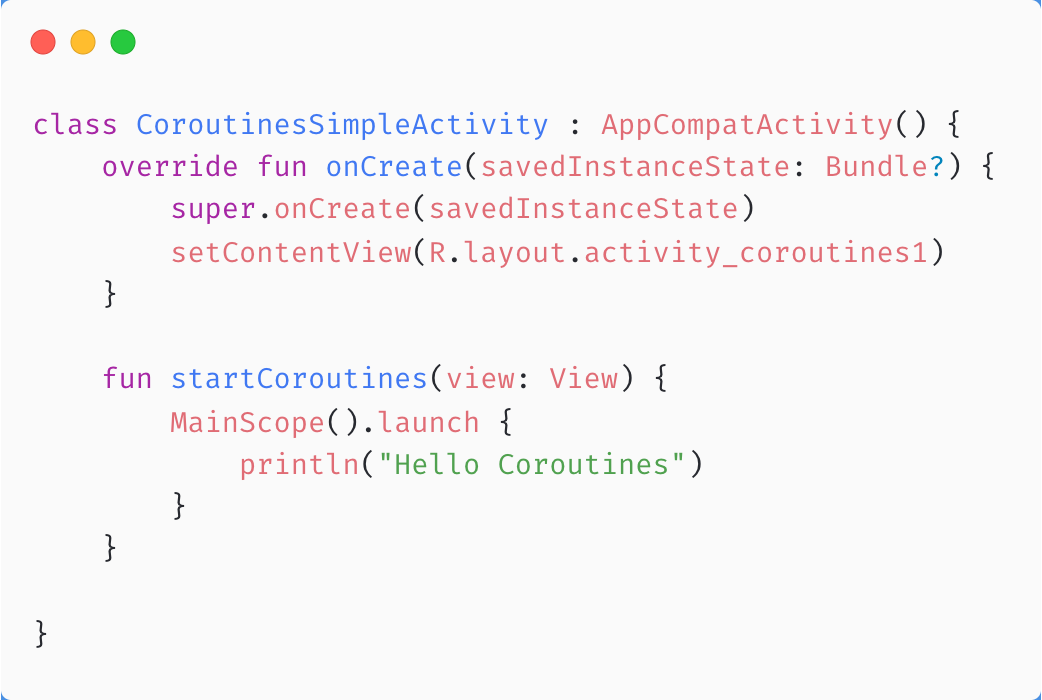 class CoroutinesSimpleActivity : AppCompatActivity() {
    override fun onCreate(savedInstanceState: Bundle?) {
        super.onCreate(savedInstanceState)
        setContentView(R.layout.activity_coroutines1)
    }

    fun startCoroutines(view: View) {
        MainScope().launch {
            println("Hello Coroutines")
        }
    }

}